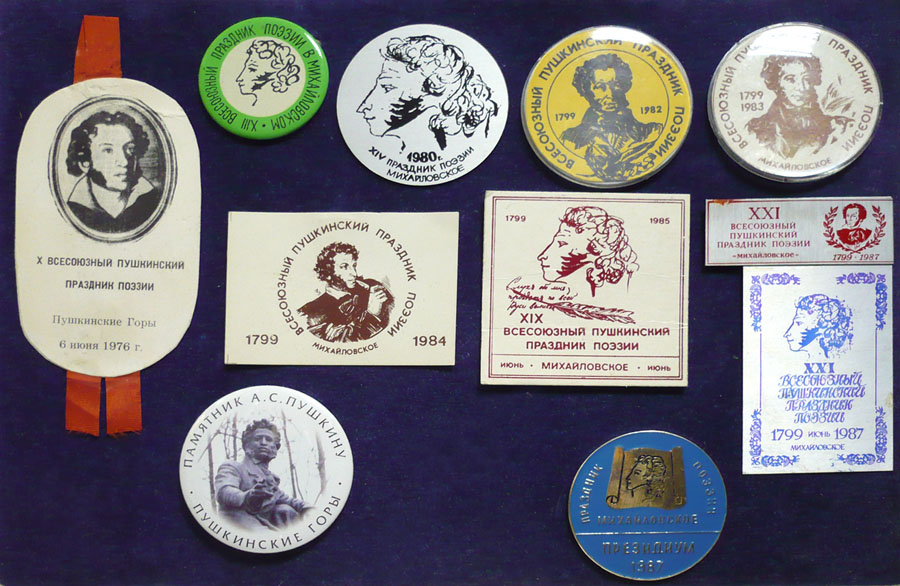 X ВСЕСОЮЗНЫЙ ПУШКИНСКИЙ
ПРАЗДНИК ПОЭЗИИ
Пушкинские Горы
6 июня 1976 г.
XIII ВСЕСОЮЗНЫЙ ПРАЗДНИК ПОЭЗИИ В МИХАЙЛОВСКОМ
1980г.
XIV ПРАЗДНИК ПОЭЗИИ
МИХАЙЛОВСКОЕ
ВСЕСОЮЗНЫЙ ПУШКИНСКИЙ ПРАЗДНИК ПОЭЗИИ
1799 1982
ВСЕСОЮЗНЫЙ ПУШКИНСКИЙ ПРАЗДНИК ПОЭЗИИ
1799
1983
МИХАЙЛОВСКОЕ
ВСЕСОЮЗНЫЙ ПУШКИНСКИЙ ПРАЗДНИК ПОЭЗИИ
1799 1984
МИХАЙЛОВСКОЕ
1799 1985
XIX
ВСЕСОЮЗНЫЙ ПУШКИНСКИЙ
ПРАЗДНИК ПОЭЗИИ
ИЮНЬ · МИХАЙЛОВСКОЕ · ИЮНЬ
XXI
ВСЕСОЮЗНЫЙ
ПУШКИНСКИЙ
ПРАЗДНИК ПОЭЗИИ
«МИХАЙЛОВСКОЕ»
1799 · 1987
XXI
ВСЕСОЮЗНЫЙ
ПУШКИНСКИЙ
ПРАЗДНИК
ПОЭЗИИ
1799 ИЮНЬ 1987
МИХАЙЛОВСКОЕ
ПАМЯТНИК А.С.ПУШКИНУ
· ПУШКИНСКИЕ ГОРЫ ·
ПРАЗДНИК ПОЭЗИИ
МИХАЙЛОВСКОЕ
ПРЕЗИДИУМ
1987